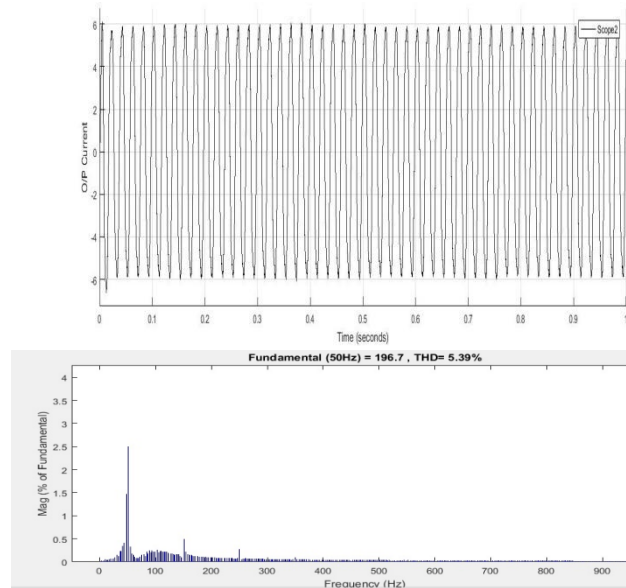 Scope2
6
4
2
0
-2
-4
-6
O/P Current
0 0.1 0.2 0.3 0.4 0.5 0.6 0.7 0.8 0.9 1
Time (seconds)
Fundamental (50Hz) = 196.7 , THD= 5.39%
4
3.5
3
2.5
2
1.5
1
0.5
0
Mag (% of Fundamental)
0 100 200 300 400 500 600 700 800 900
Frequency (Hz)